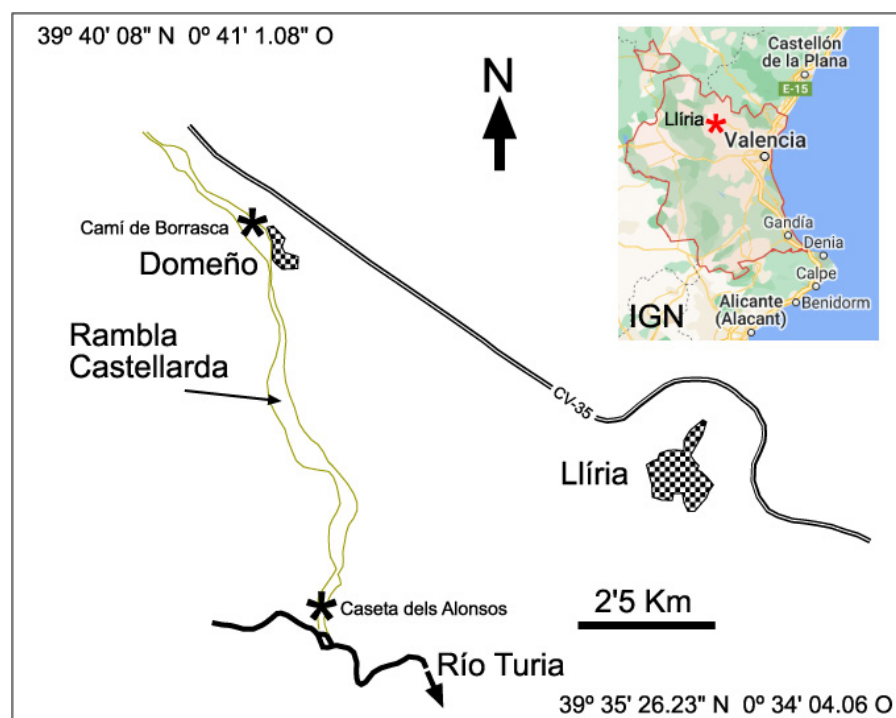 39º 40' 08" N  0º 41' 1.08" O
N
Castellón
de la Plana
E-15
Llíria
Valencia
Gandía
Denia
Calpe
Benidorm
Alicante
(Alacant)
IGN
Camí de Borrasca
Domeño
Rambla
Castellarda
CV-35
Llíria
Caseta dels Alonsos
2'5 Km
Río Turia
39º 35' 26.23" N  0º 34' 04.06 O